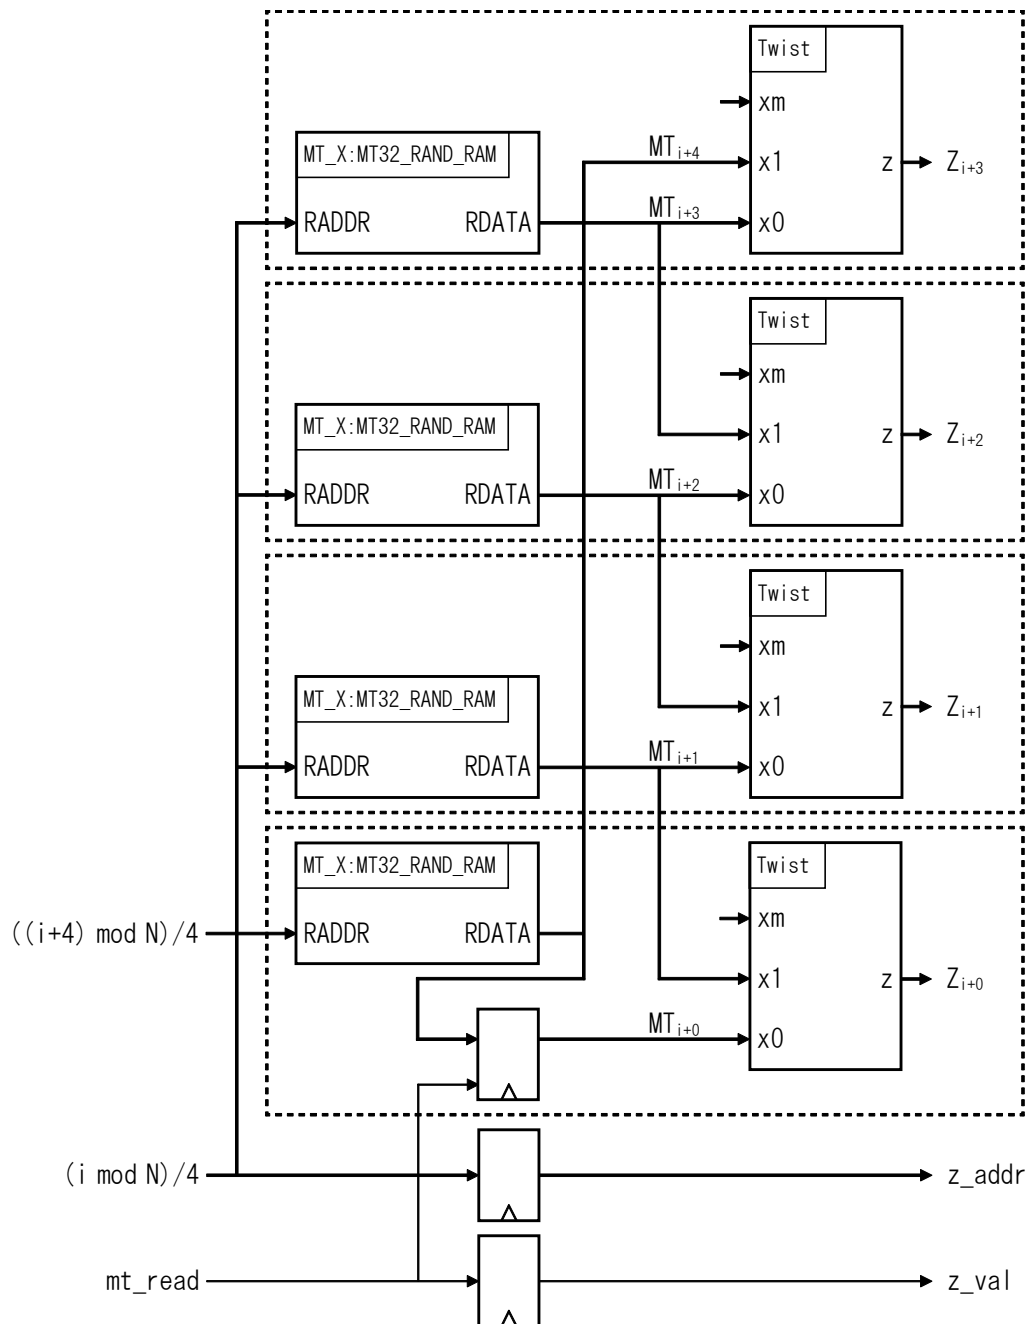 Twist
xm
MT_X:MT32_RAND_RAM
MTi+4
x1
z
Zi+3
RADDR
RDATA
MTi+3
x0
Twist
xm
MT_X:MT32_RAND_RAM
x1
z
Zi+2
RADDR
RDATA
MTi+2
x0
Twist
xm
MT_X:MT32_RAND_RAM
x1
z
Zi+1
RADDR
RDATA
MTi+1
x0
MT_X:MT32_RAND_RAM
Twist
xm
((i+4) mod N)/4
RADDR
RDATA
x1
z
Zi+0
MTi+0
x0
(i mod N)/4
z_addr
mt_read
z_val